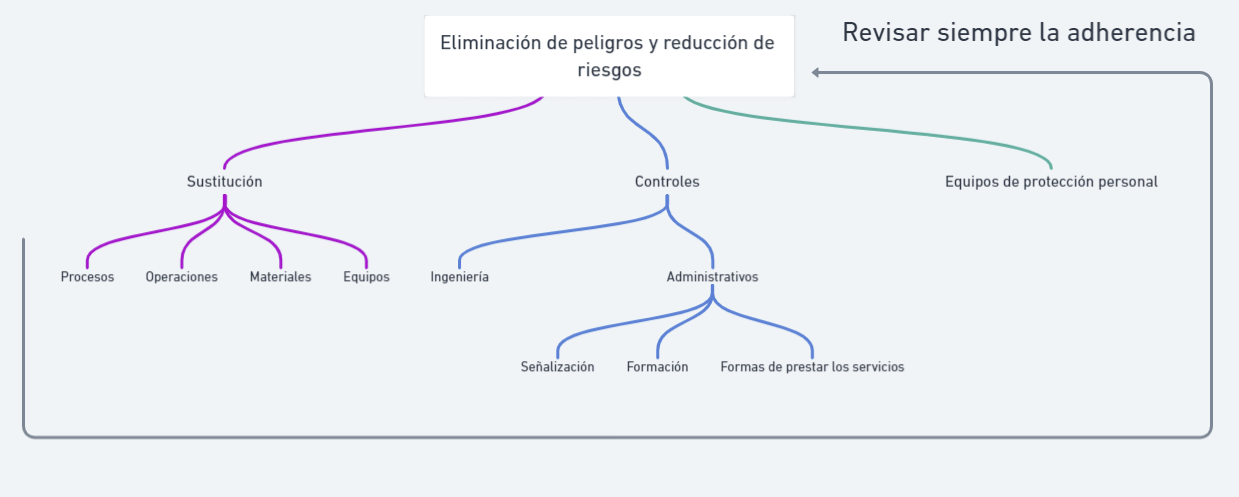 Eliminación de peligros y reducción de
riesgos
Revisar siempre la adherencia
Sustitución
Controles
Equipos de protección personal
Procesos
Operaciones
Materiales
Equipos
Ingeniería
Administrativos
Señalización
Formación
Formas de prestar los servicios